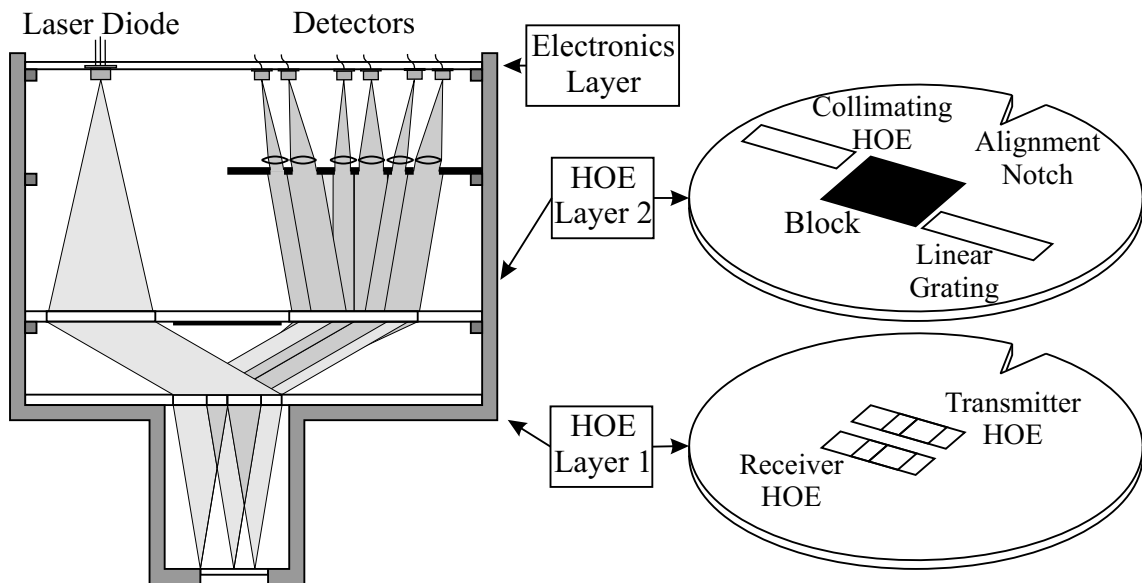 Laser Diode
Detectors
Electronics
Layer
HOE
Layer 2
Collimating
HOE
Alignment
Notch
Block
Linear
Grating
HOE
Layer 1
Transmitter
HOE
Receiver
HOE